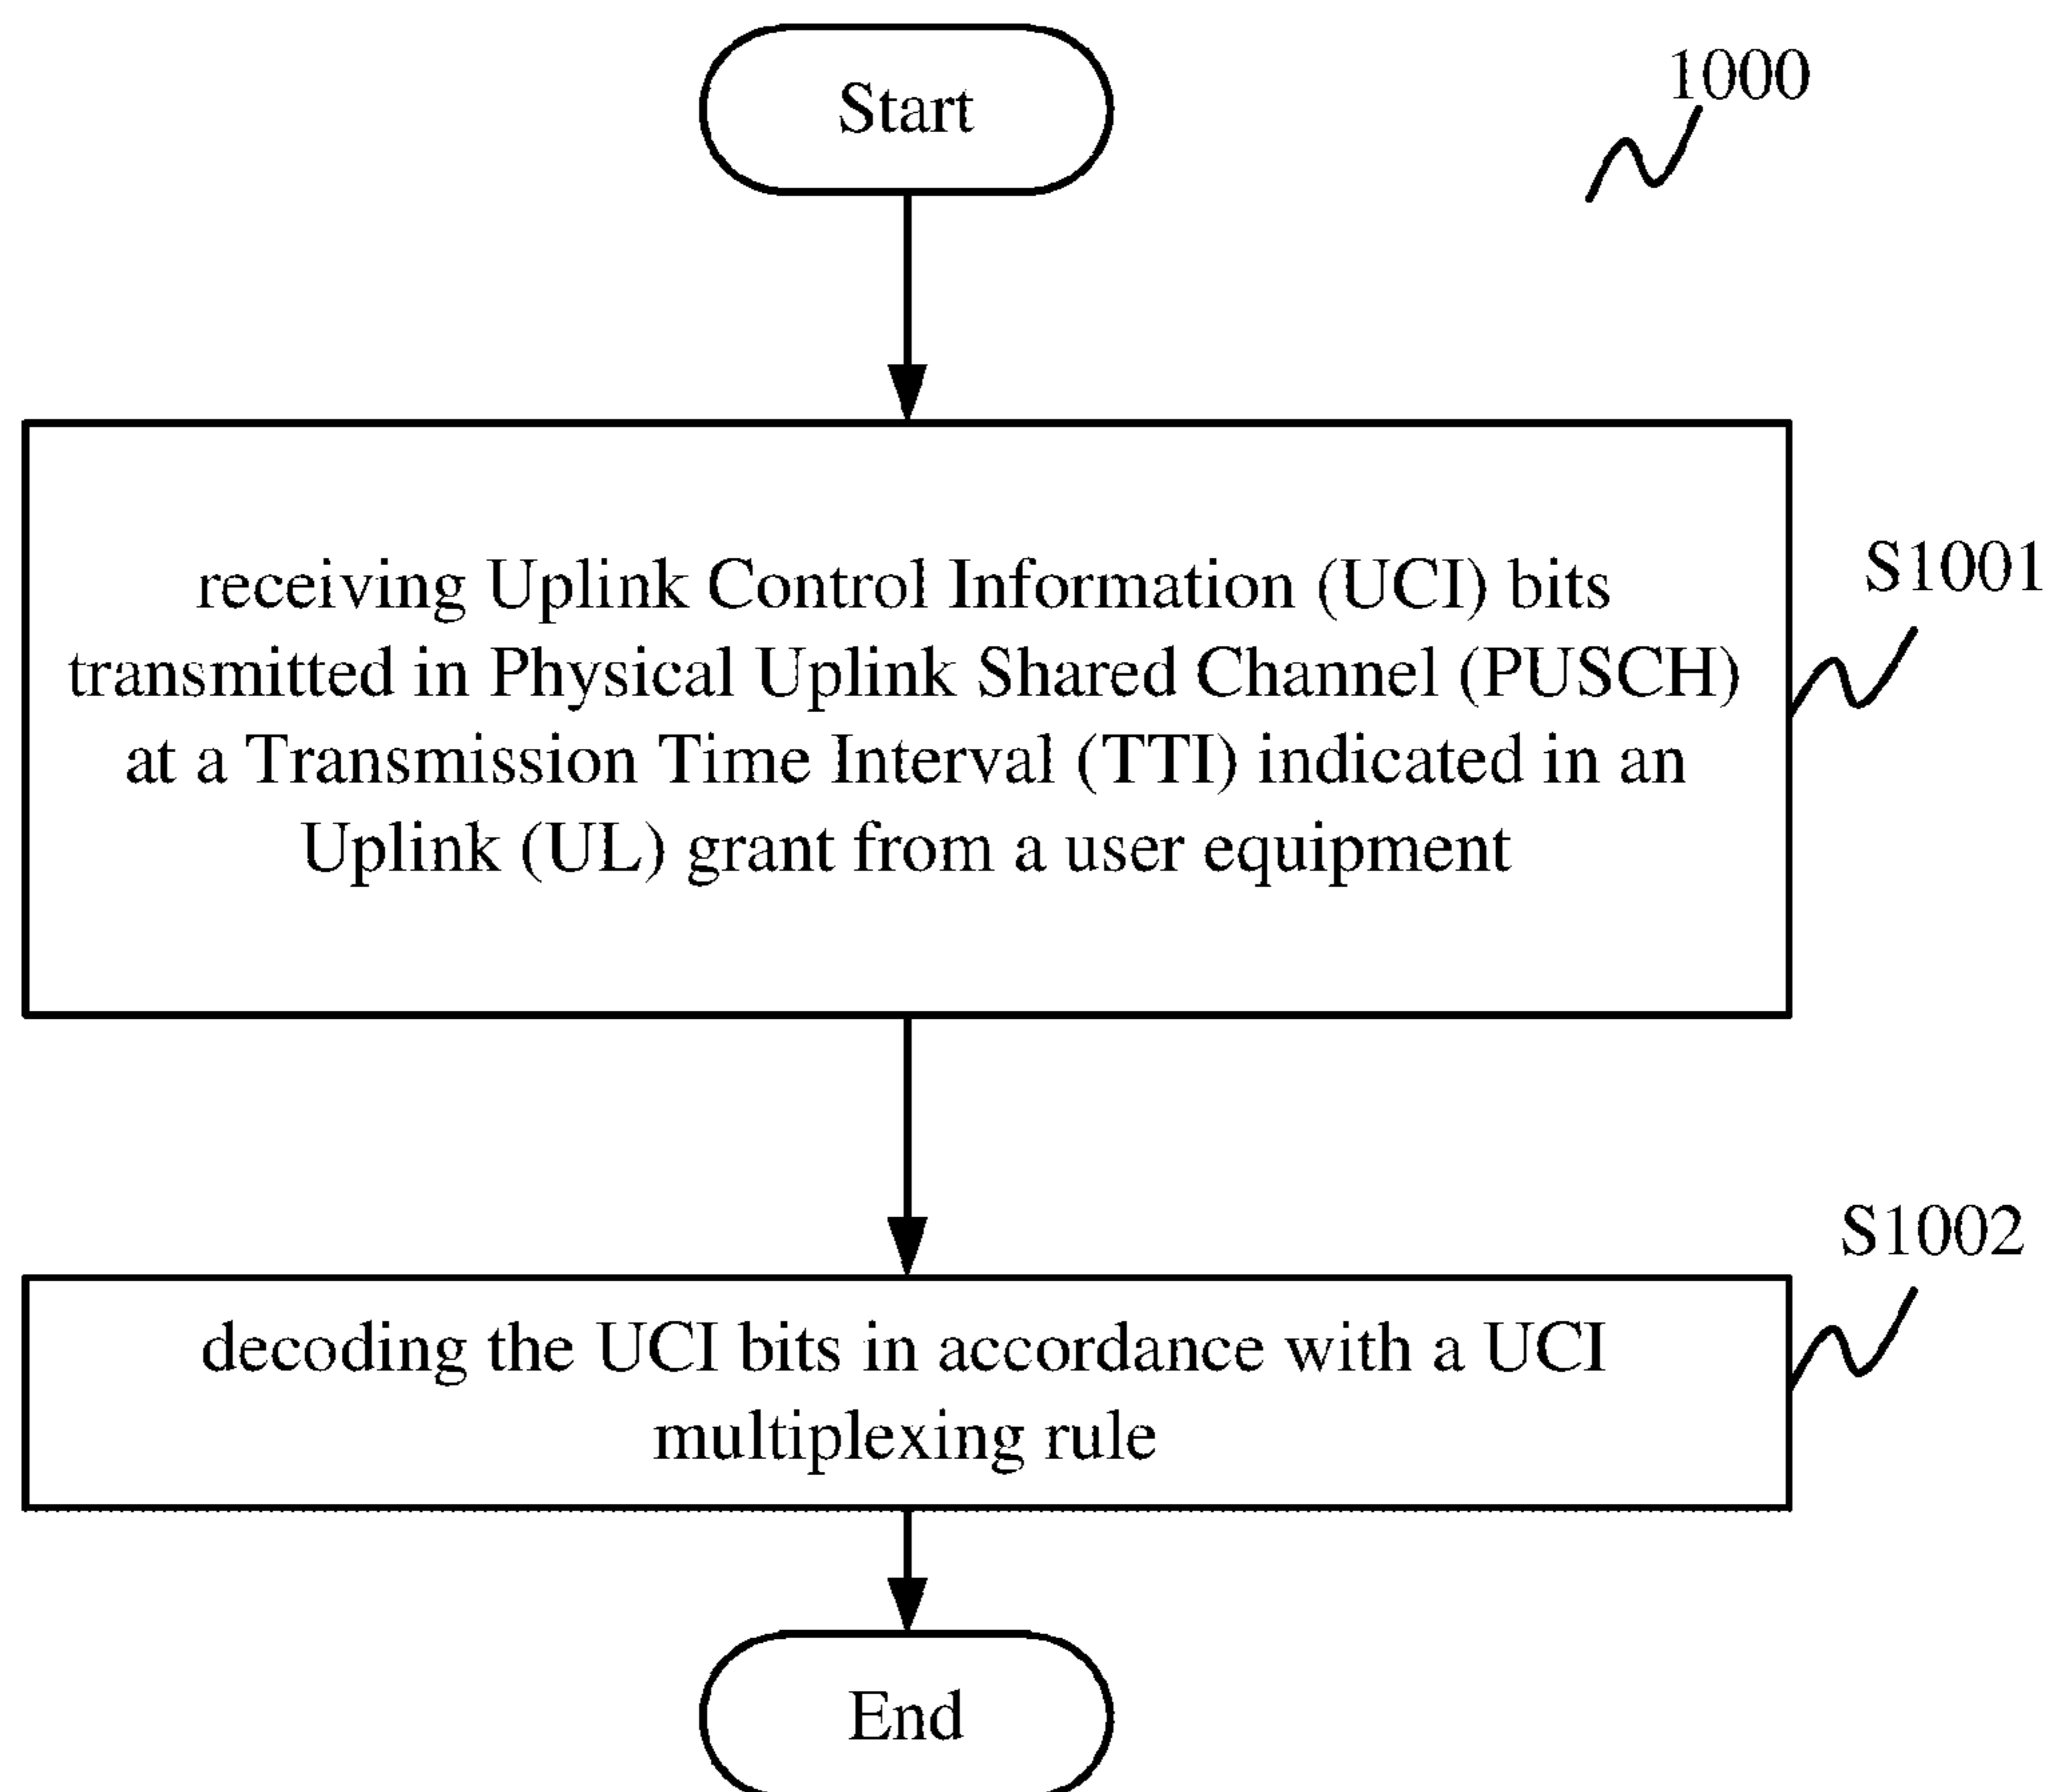 Start
1000
receiving Uplink Control Information (UCI) bits
transmitted in Physical Uplink Shared Channel (PUSCH)
at a Transmission Time Interval (TTI) indicated in an
Uplink (UL) grant from a user equipment
S1001
S1002
decoding the UCI bits in accordance with a UCI
multiplexing rule
End